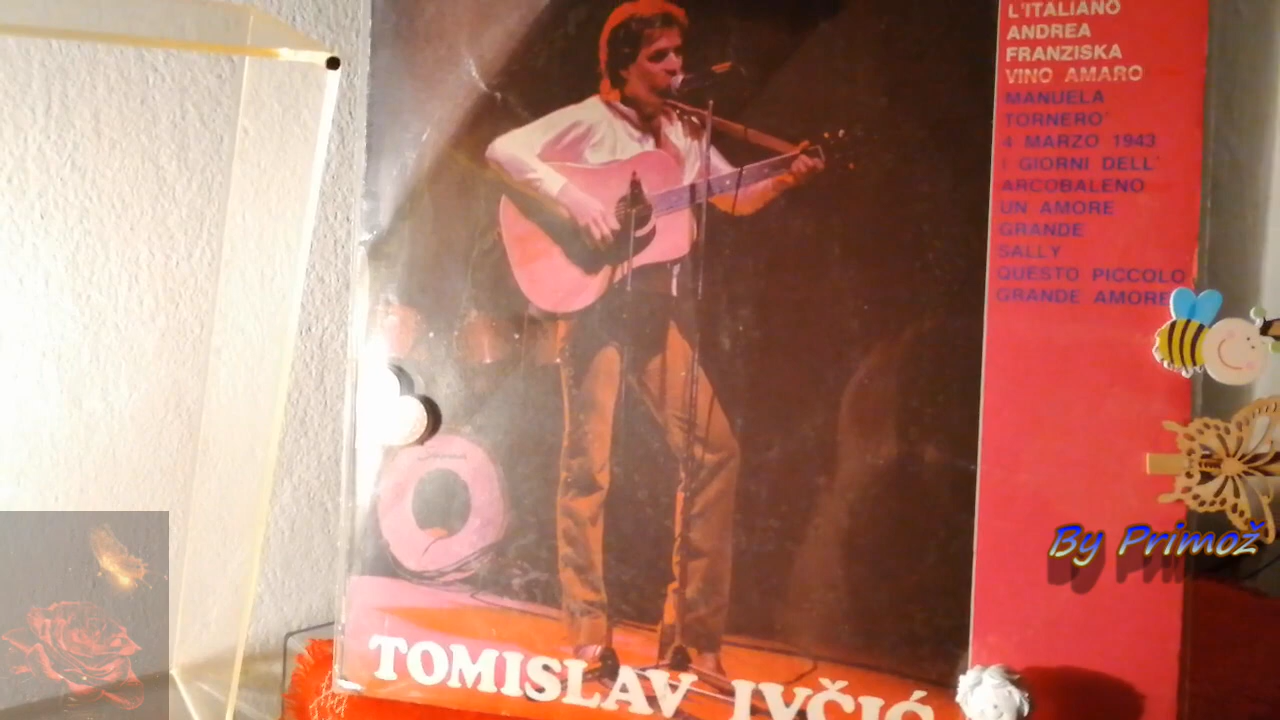 L'ITALIANO
ANDREA
FRANZISKA
VINO AMARO
MANUELA
TORNERO'
4 MARZO 1943
I GIORNI DELL'
ARCOBALENO
UN AMORE
GRANDE
SALLY
QUESTO PICCOLO
GRANDE AMORE
By Primož
TOMISLAV IVČIĆ